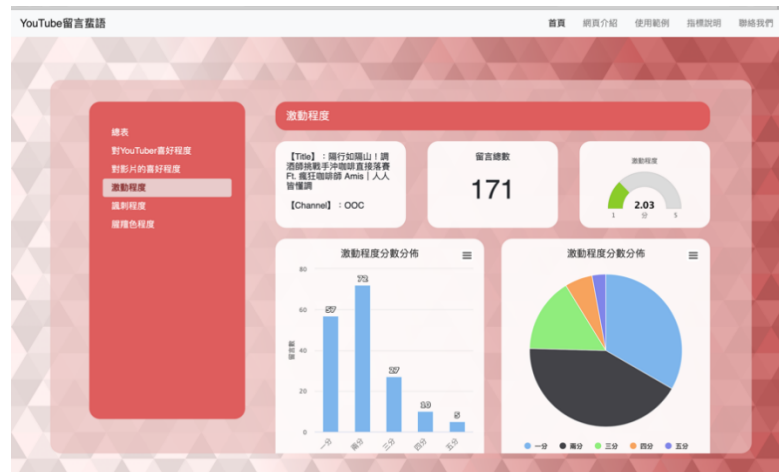 YouTube留言蜚語
首頁 網頁介紹 使用範例 指標說明 聯絡我們
總表
對YouTuber喜好程度
對影片的喜好程度
激動程度
諷刺程度
腥羶色程度
激動程度
【Title】：隔行如隔山！調
酒師挑戰手沖咖啡直接落賽
Ft. 瘋狂咖啡師 Amis｜人人
皆懂調
【Channel】：OOC
留言總數
171
激動程度
2.03
1 分 5
激動程度分數分佈
留言數
80
60
40
20
0
57
72
27
10
5
一分 兩分 三分 四分 五分
激動程度分數分佈
一分 兩分 三分 四分 五分